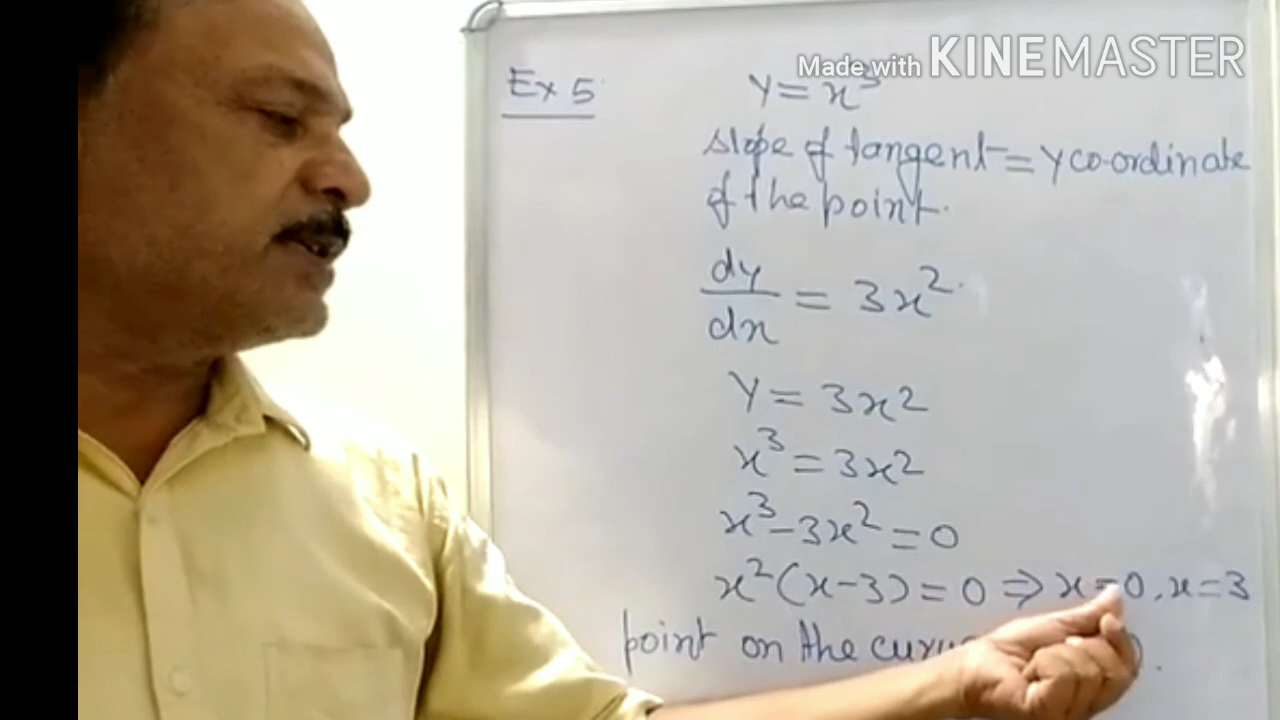 Made with KINEMASTER
Ex 5
y = x³
slope of tangent = y co-ordinate
of the point.
dy/dx = 3x²
y = 3x²
x³ = 3x²
x³ - 3x² = 0
x²(x-3) = 0 ⇒ x = 0, x = 3
point on the